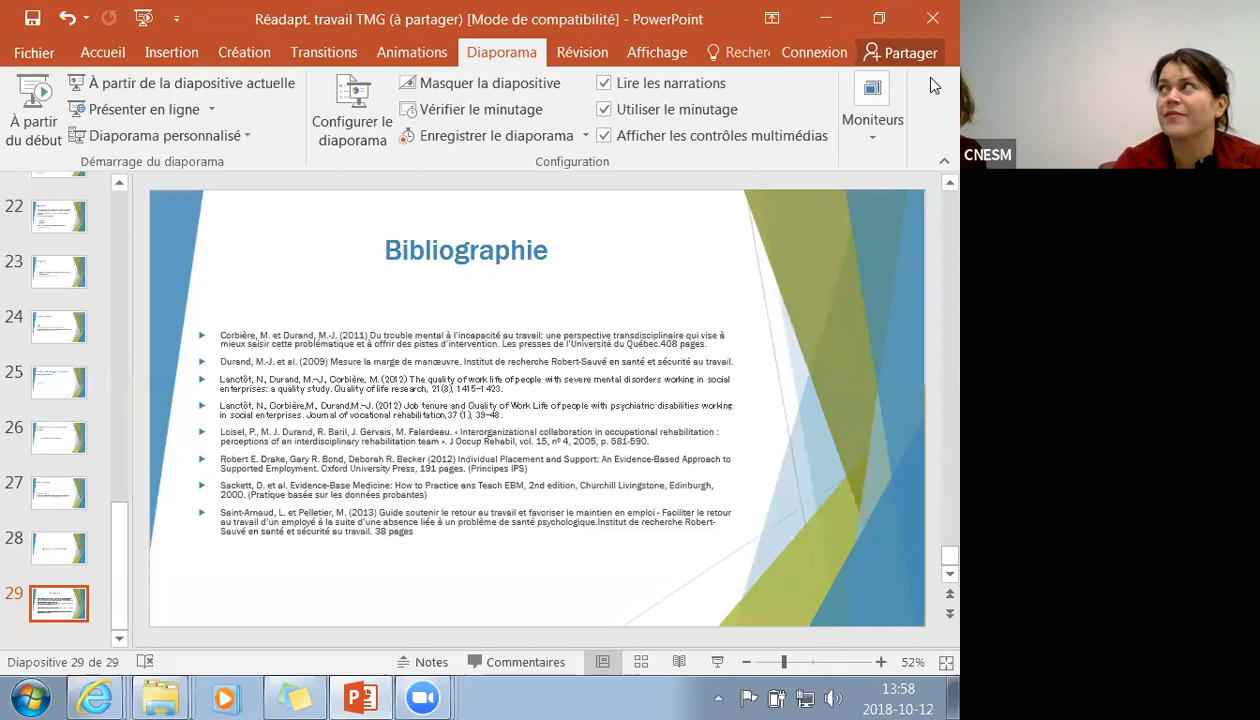 Réadapt. travail TMG (à partager) [Mode de compatibilité] - PowerPoint
Fichier Accueil Insertion Création Transitions Animations Diaporama Révision Affichage Recher Connexion Partager
À partir du début
À partir de la diapositive actuelle
Présenter en ligne
Diaporama personnalisé
Démarrage du diaporama
Configurer le diaporama
Masquer la diapositive
Vérifier le minutage
Enregistrer le diaporama
Lire les narrations
Utiliser le minutage
Afficher les contrôles multimédias
Configuration
Moniteurs
CNESM
22
23
24
25
26
27
28
29
Bibliographie
Corbière, M. et Durand, M.-J. (2011) Du trouble mental à l'incapacité au travail: une perspective transdisciplinaire qui vise à
mieux saisir cette problématique et à offrir des pistes d'intervention. Les presses de l'Université du Québec.408 pages.
Durand, M.-J. et al. (2009) Mesure la marge de manœuvre. Institut de recherche Robert-Sauvé en santé et sécurité au travail.
Lanctôt, N., Durand, M.-J., Corbière, M. (2012) The quality of work life of people with severe mental disorders working in social
enterprises: a quality study. Quality of life research, 21(8), 1415-1423.
Lanctôt, N., Corbière,M., Durand,M.-J. (2012) Job tenure and Quality of Work Life of people with psychiatric disabilities working
in social enterprises. Journal of vocational rehabilitation,37 (1), 39-48.
Loisel, P., M. J. Durand, R. Baril, J. Gervais, M. Falardeau. « Interorganizational collaboration in occupational rehabilitation :
perceptions of an interdisciplinary rehabilitation team ». J Occup Rehabil, vol. 15, nº 4, 2005, p. 581-590.
Robert E. Drake, Gary R. Bond, Deborah R. Becker (2012) Individual Placement and Support: An Evidence-Based Approach to
Supported Employment. Oxford University Press, 191 pages. (Principes IPS)
Sackett, D. et al. Evidence-Base Medicine: How to Practice ans Teach EBM, 2nd edition, Churchill Livingstone, Edinburgh,
2000. (Pratique basée sur les données probantes)
Saint-Arnaud, L. et Pelletier, M. (2013) Guide soutenir le retour au travail et favoriser le maintien en emploi - Faciliter le retour
au travail d'un employé à la suite d'une absence liée à un problème de santé psychologique.Institut de recherche Robert-
Sauvé en santé et sécurité au travail. 38 pages
Diapositive 29 de 29
Notes
Commentaires
52%
13:58
2018-10-12